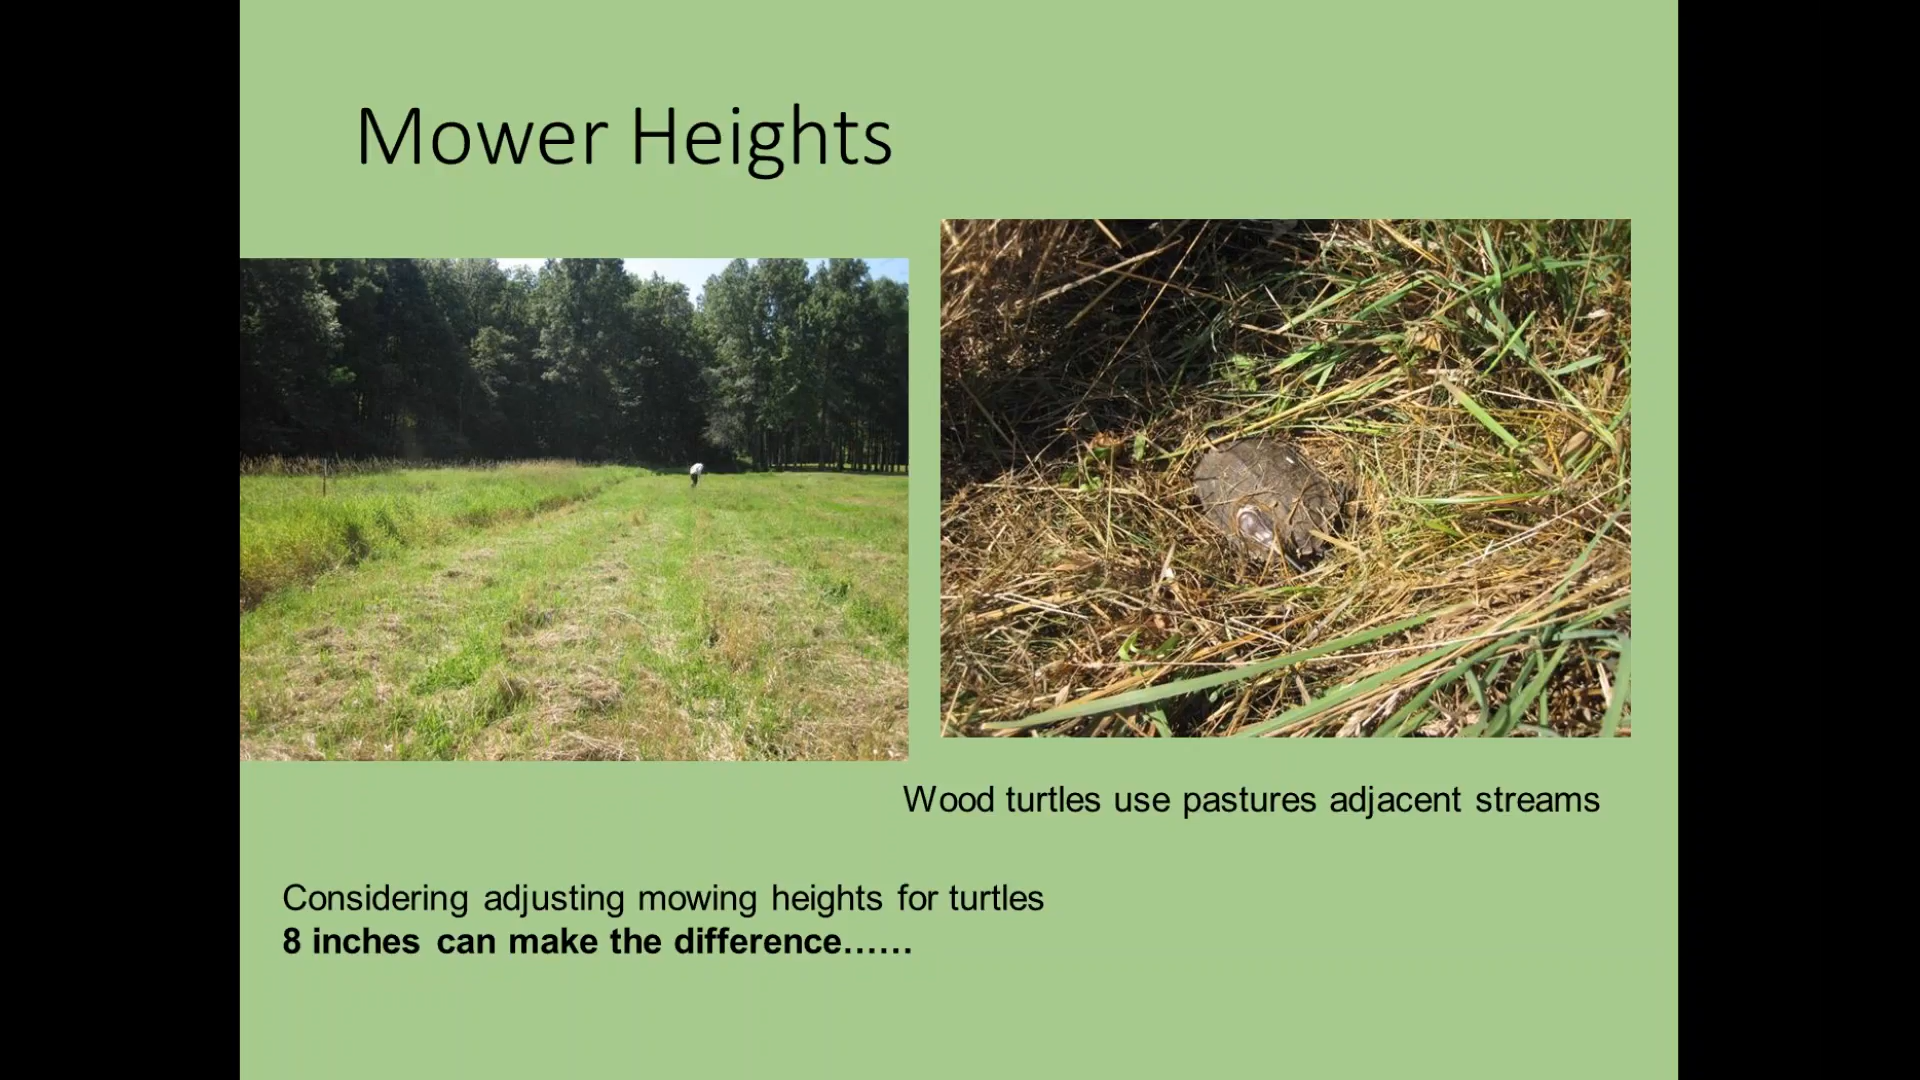 Mower Heights
Wood turtles use pastures adjacent streams
Considering adjusting mowing heights for turtles
8 inches can make the difference……